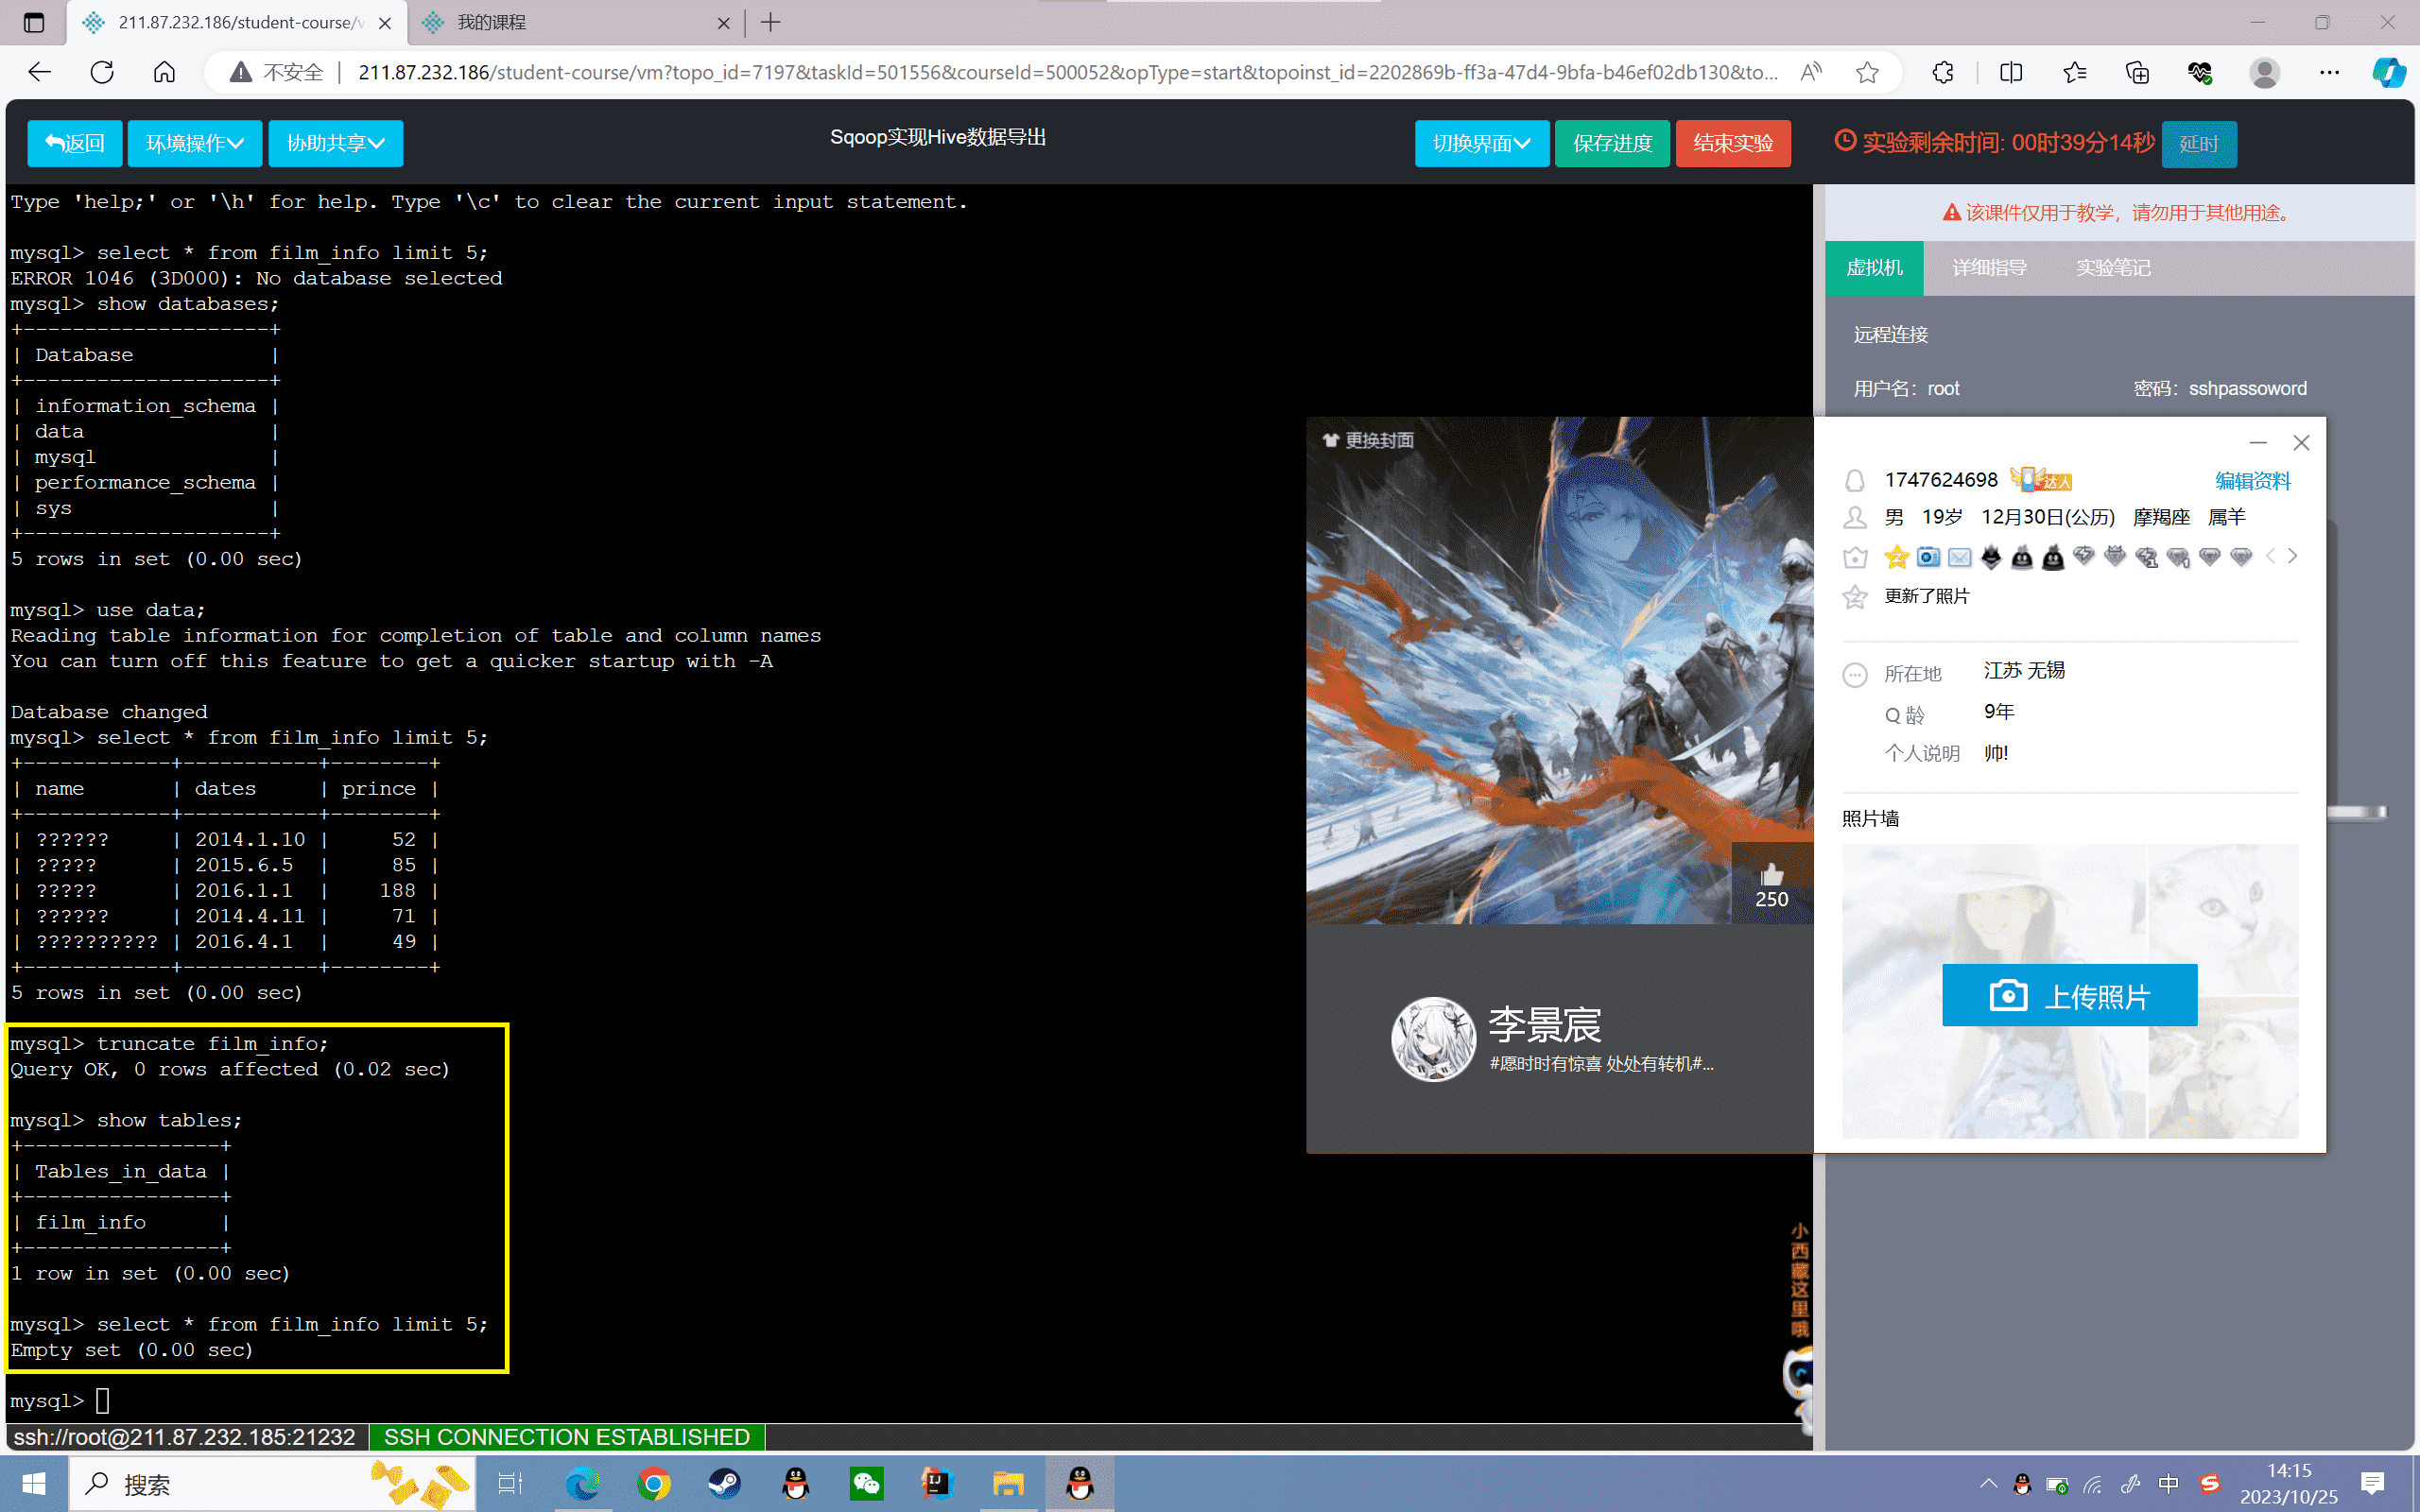 211.87.232.186/student-course/v
我的课程
不安全
211.87.232.186/student-course/vm?topo_id=7197&taskId=501556&courseId=500052&opType=start&topoinst_id=2202869b-ff3a-47d4-9bfa-b46ef02db130&to...
返回
环境操作
协助共享
Sqoop实现Hive数据导出
切换界面
保存进度
结束实验
实验剩余时间: 00时39分14秒
延时
Type 'help;' or '\h' for help. Type '\c' to clear the current input statement.
mysql> select * from film_info limit 5;
ERROR 1046 (3D000): No database selected
mysql> show databases;
+--------------------+
| Database           |
+--------------------+
| information_schema |
| data               |
| mysql              |
| performance_schema |
| sys                |
+--------------------+
5 rows in set (0.00 sec)
mysql> use data;
Reading table information for completion of table and column names
You can turn off this feature to get a quicker startup with -A
Database changed
mysql> select * from film_info limit 5;
+------------+-----------+--------+
| name       | dates     | prince |
+------------+-----------+--------+
| ??????     | 2014.1.10 |     52 |
| ?????      | 2015.6.5  |     85 |
| ?????      | 2016.1.1  |    188 |
| ??????     | 2014.4.11 |     71 |
| ?????????? | 2016.4.1  |     49 |
+------------+-----------+--------+
5 rows in set (0.00 sec)
mysql> truncate film_info;
Query OK, 0 rows affected (0.02 sec)
mysql> show tables;
+----------------+
| Tables_in_data |
+----------------+
| film_info      |
+----------------+
1 row in set (0.00 sec)
mysql> select * from film_info limit 5;
Empty set (0.00 sec)
mysql>
ssh://root@211.87.232.185:21232
SSH CONNECTION ESTABLISHED
该课件仅用于教学，请勿用于其他用途。
虚拟机
详细指导
实验笔记
远程连接
用户名：root
密码：sshpassoword
更换封面
250
李景宸
#愿时时有惊喜 处处有转机#...
1747624698
达人
编辑资料
男 19岁 12月30日(公历) 摩羯座 属羊
更新了照片
所在地 江苏 无锡
Q 龄 9年
个人说明 帅!
照片墙
上传照片
小西藏这里哦
搜索
中
14:15
2023/10/25